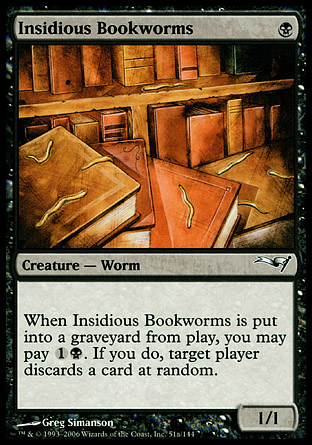 Insidious Bookworms
Creature — Worm
When Insidious Bookworms is put
into a graveyard from play, you may
pay 1 B. If you do, target player
discards a card at random.
Greg Simanson
™ & © 1993–2006 Wizards of the Coast, Inc. 51a/144
1/1